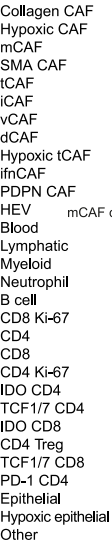 Collagen CAF
Hypoxic CAF
mCAF
SMA CAF
tCAF
iCAF
vCAF
dCAF
Hypoxic tCAF
ifnCAF
PDPN CAF
HEV
mCAF
Blood
Lymphatic
Myeloid
Neutrophil
B cell
CD8 Ki-67
CD4
CD8
CD4 Ki-67
IDO CD4
TCF1/7 CD4
IDO CD8
CD4 Treg
TCF1/7 CD8
PD-1 CD4
Epithelial
Hypoxic epithelial
Other